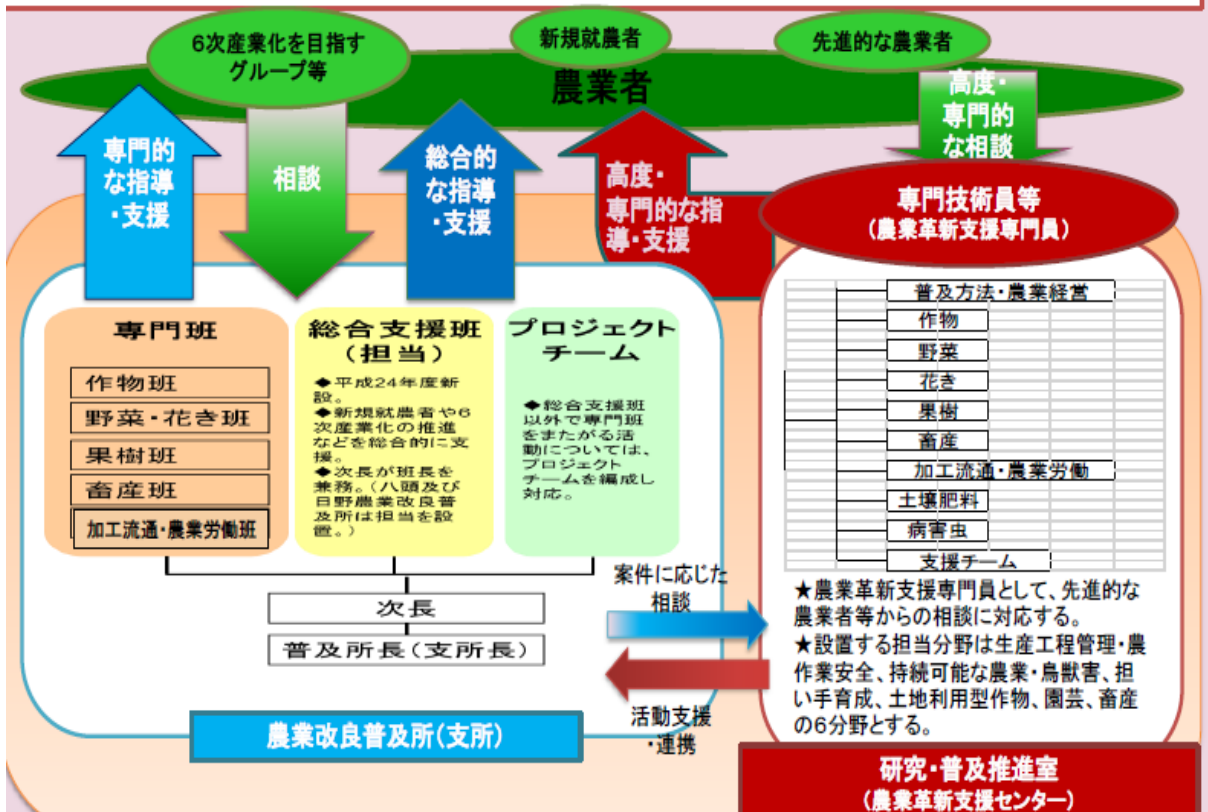 6次産業化を目指す
グループ等
新規就農者
先進的な農業者
農業者
専門的
な指導
・支援
相談
総合的
な指導
・支援
高度・
専門的な指
導・支援
高度・
専門的
な相談
専門技術員等
(農業革新支援専門員)
専門班
作物班
野菜・花き班
果樹班
畜産班
加工流通・農業労働班
総合支援班
(担当)
◆平成24年度新
設。
◆新規就農者や6
次産業化の推進
などを総合的に支
援。
◆次長が班長を
兼務。(八頭及び
日野農業改良普
及所は担当を設
置。)
プロジェクト
チーム
◆総合支援班
以外で専門班
をまたがる活
動については、
プロジェクト
チームを編成し
対応。
次長
普及所長(支所長)
農業改良普及所(支所)
案件に応じた
相談
活動支援
・連携
普及方法・農業経営
作物
野菜
花き
果樹
畜産
加工流通・農業労働
土壌肥料
病害虫
支援チーム
★農業革新支援専門員として、先進的な
農業者等からの相談に対応する。
★設置する担当分野は生産工程管理・農
作業安全、持続可能な農業・鳥獣害、担
い手育成、土地利用型作物、園芸、畜産
の6分野とする。
研究・普及推進室
(農業革新支援センター)